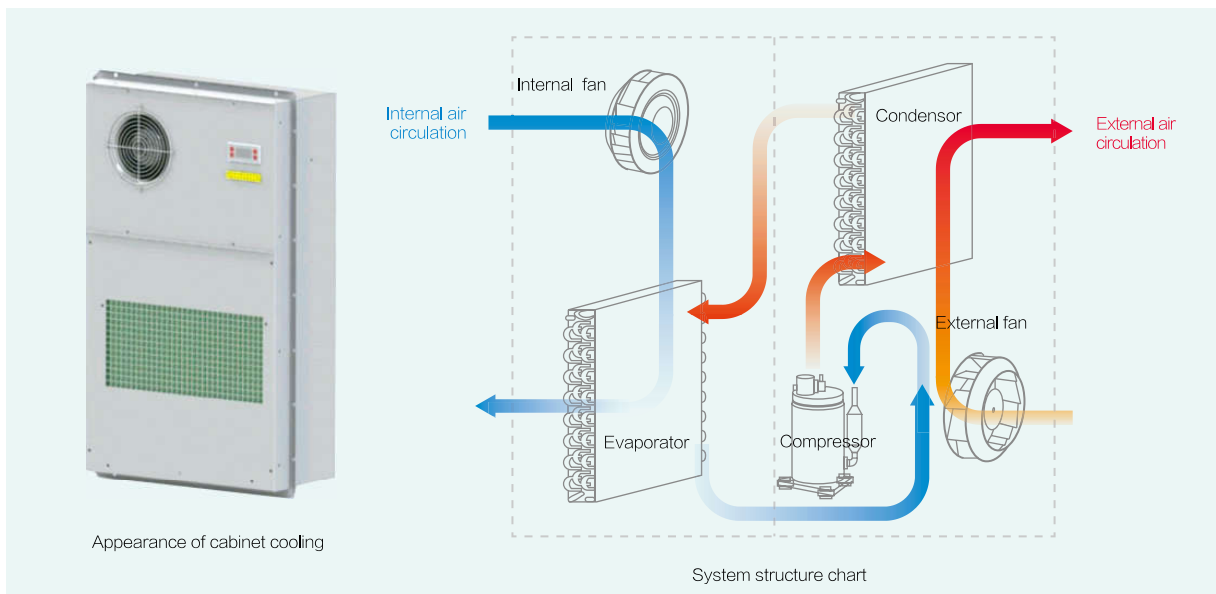 Internal fan
Internal air
circulation
Condensor
External air
circulation
External fan
Evaporator
Compressor
Appearance of cabinet cooling
System structure chart